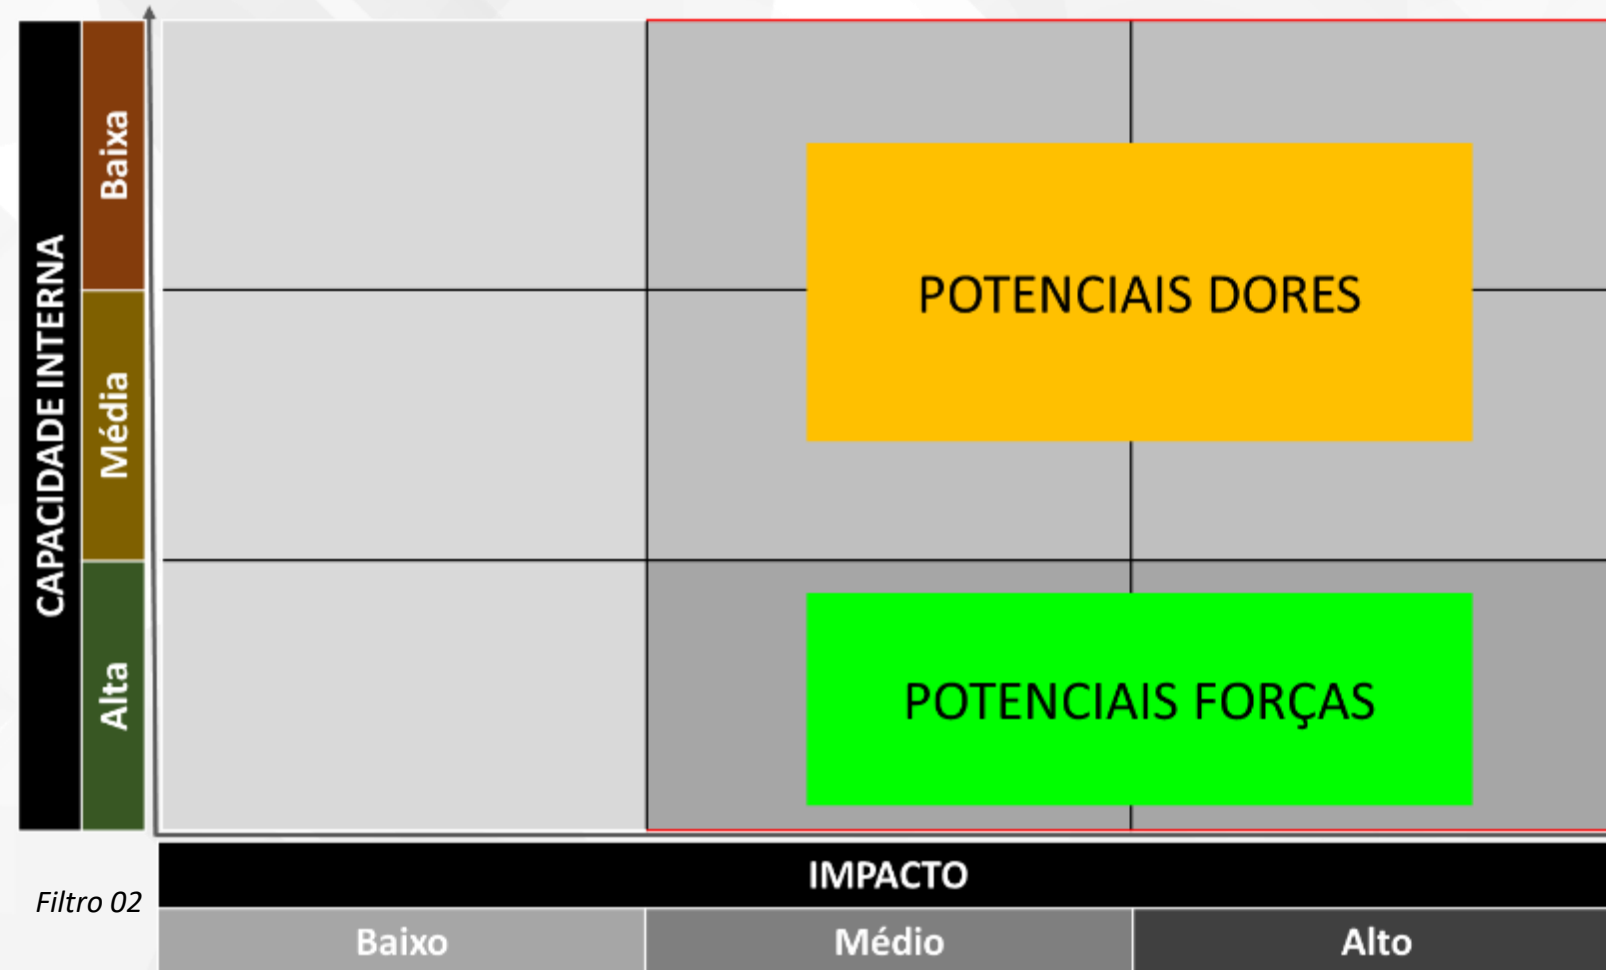 CAPACIDADE INTERNA
Baixa
Média
Alta
POTENCIAIS DORES
POTENCIAIS FORÇAS
IMPACTO
Filtro 02
Baixo
Médio
Alto